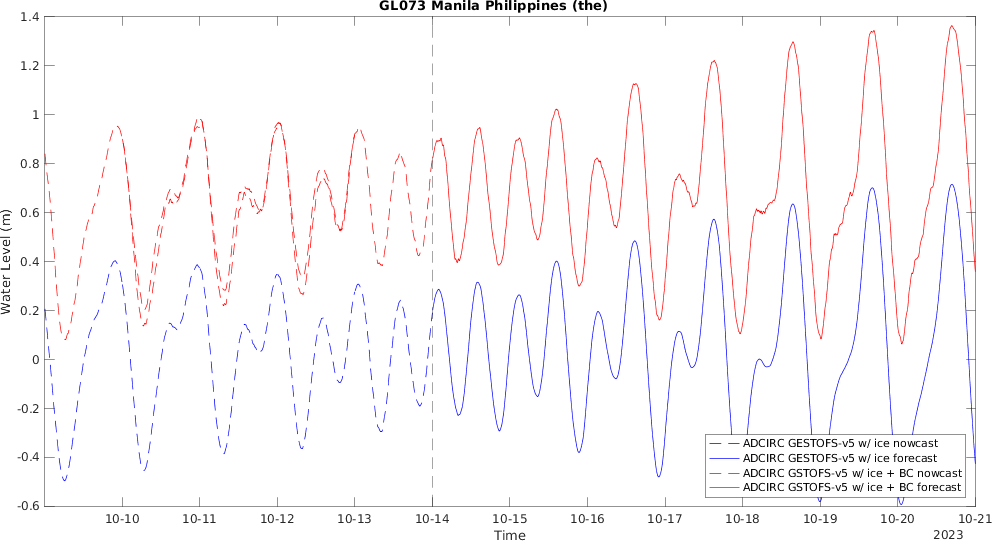 GL073 Manila Philippines (the)
1.4
1.2
1
0.8
0.6
0.4
0.2
0
-0.2
-0.4
-0.6
Water Level (m)
ADCIRC GESTOFS-v5 w/ ice nowcast
ADCIRC GESTOFS-v5 w/ ice forecast
ADCIRC GSTOFS-v5 w/ ice + BC nowcast
ADCIRC GSTOFS-v5 w/ ice + BC forecast
10-10 10-11 10-12 10-13 10-14 10-15 10-16 10-17 10-18 10-19 10-20 10-21
Time
2023